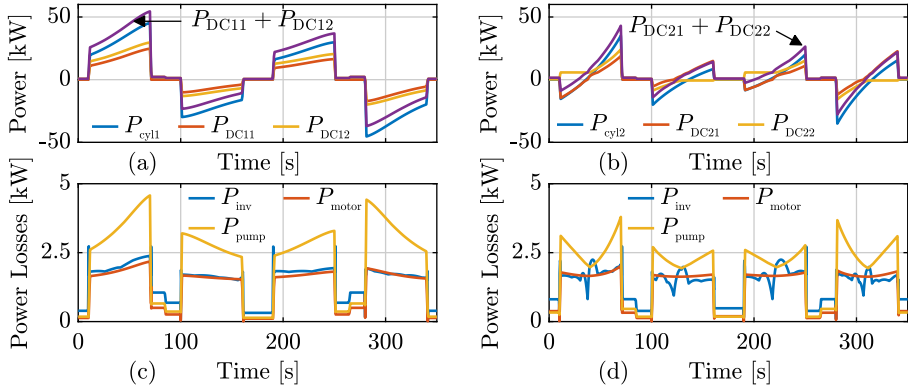 50
0
-50
Power [kW]
P_DC11 + P_DC12
P_cyl1 P_DC11 P_DC12
(a) Time [s]
50
0
-50
Power [kW]
P_DC21 + P_DC22
P_cyl2 P_DC21 P_DC22
(b) Time [s]
5
2.5
0
Power Losses [kW]
P_inv P_motor
P_pump
0 100 200 300
(c) Time [s]
5
2.5
0
Power Losses [kW]
P_inv P_motor
P_pump
0 100 200 300
(d) Time [s]